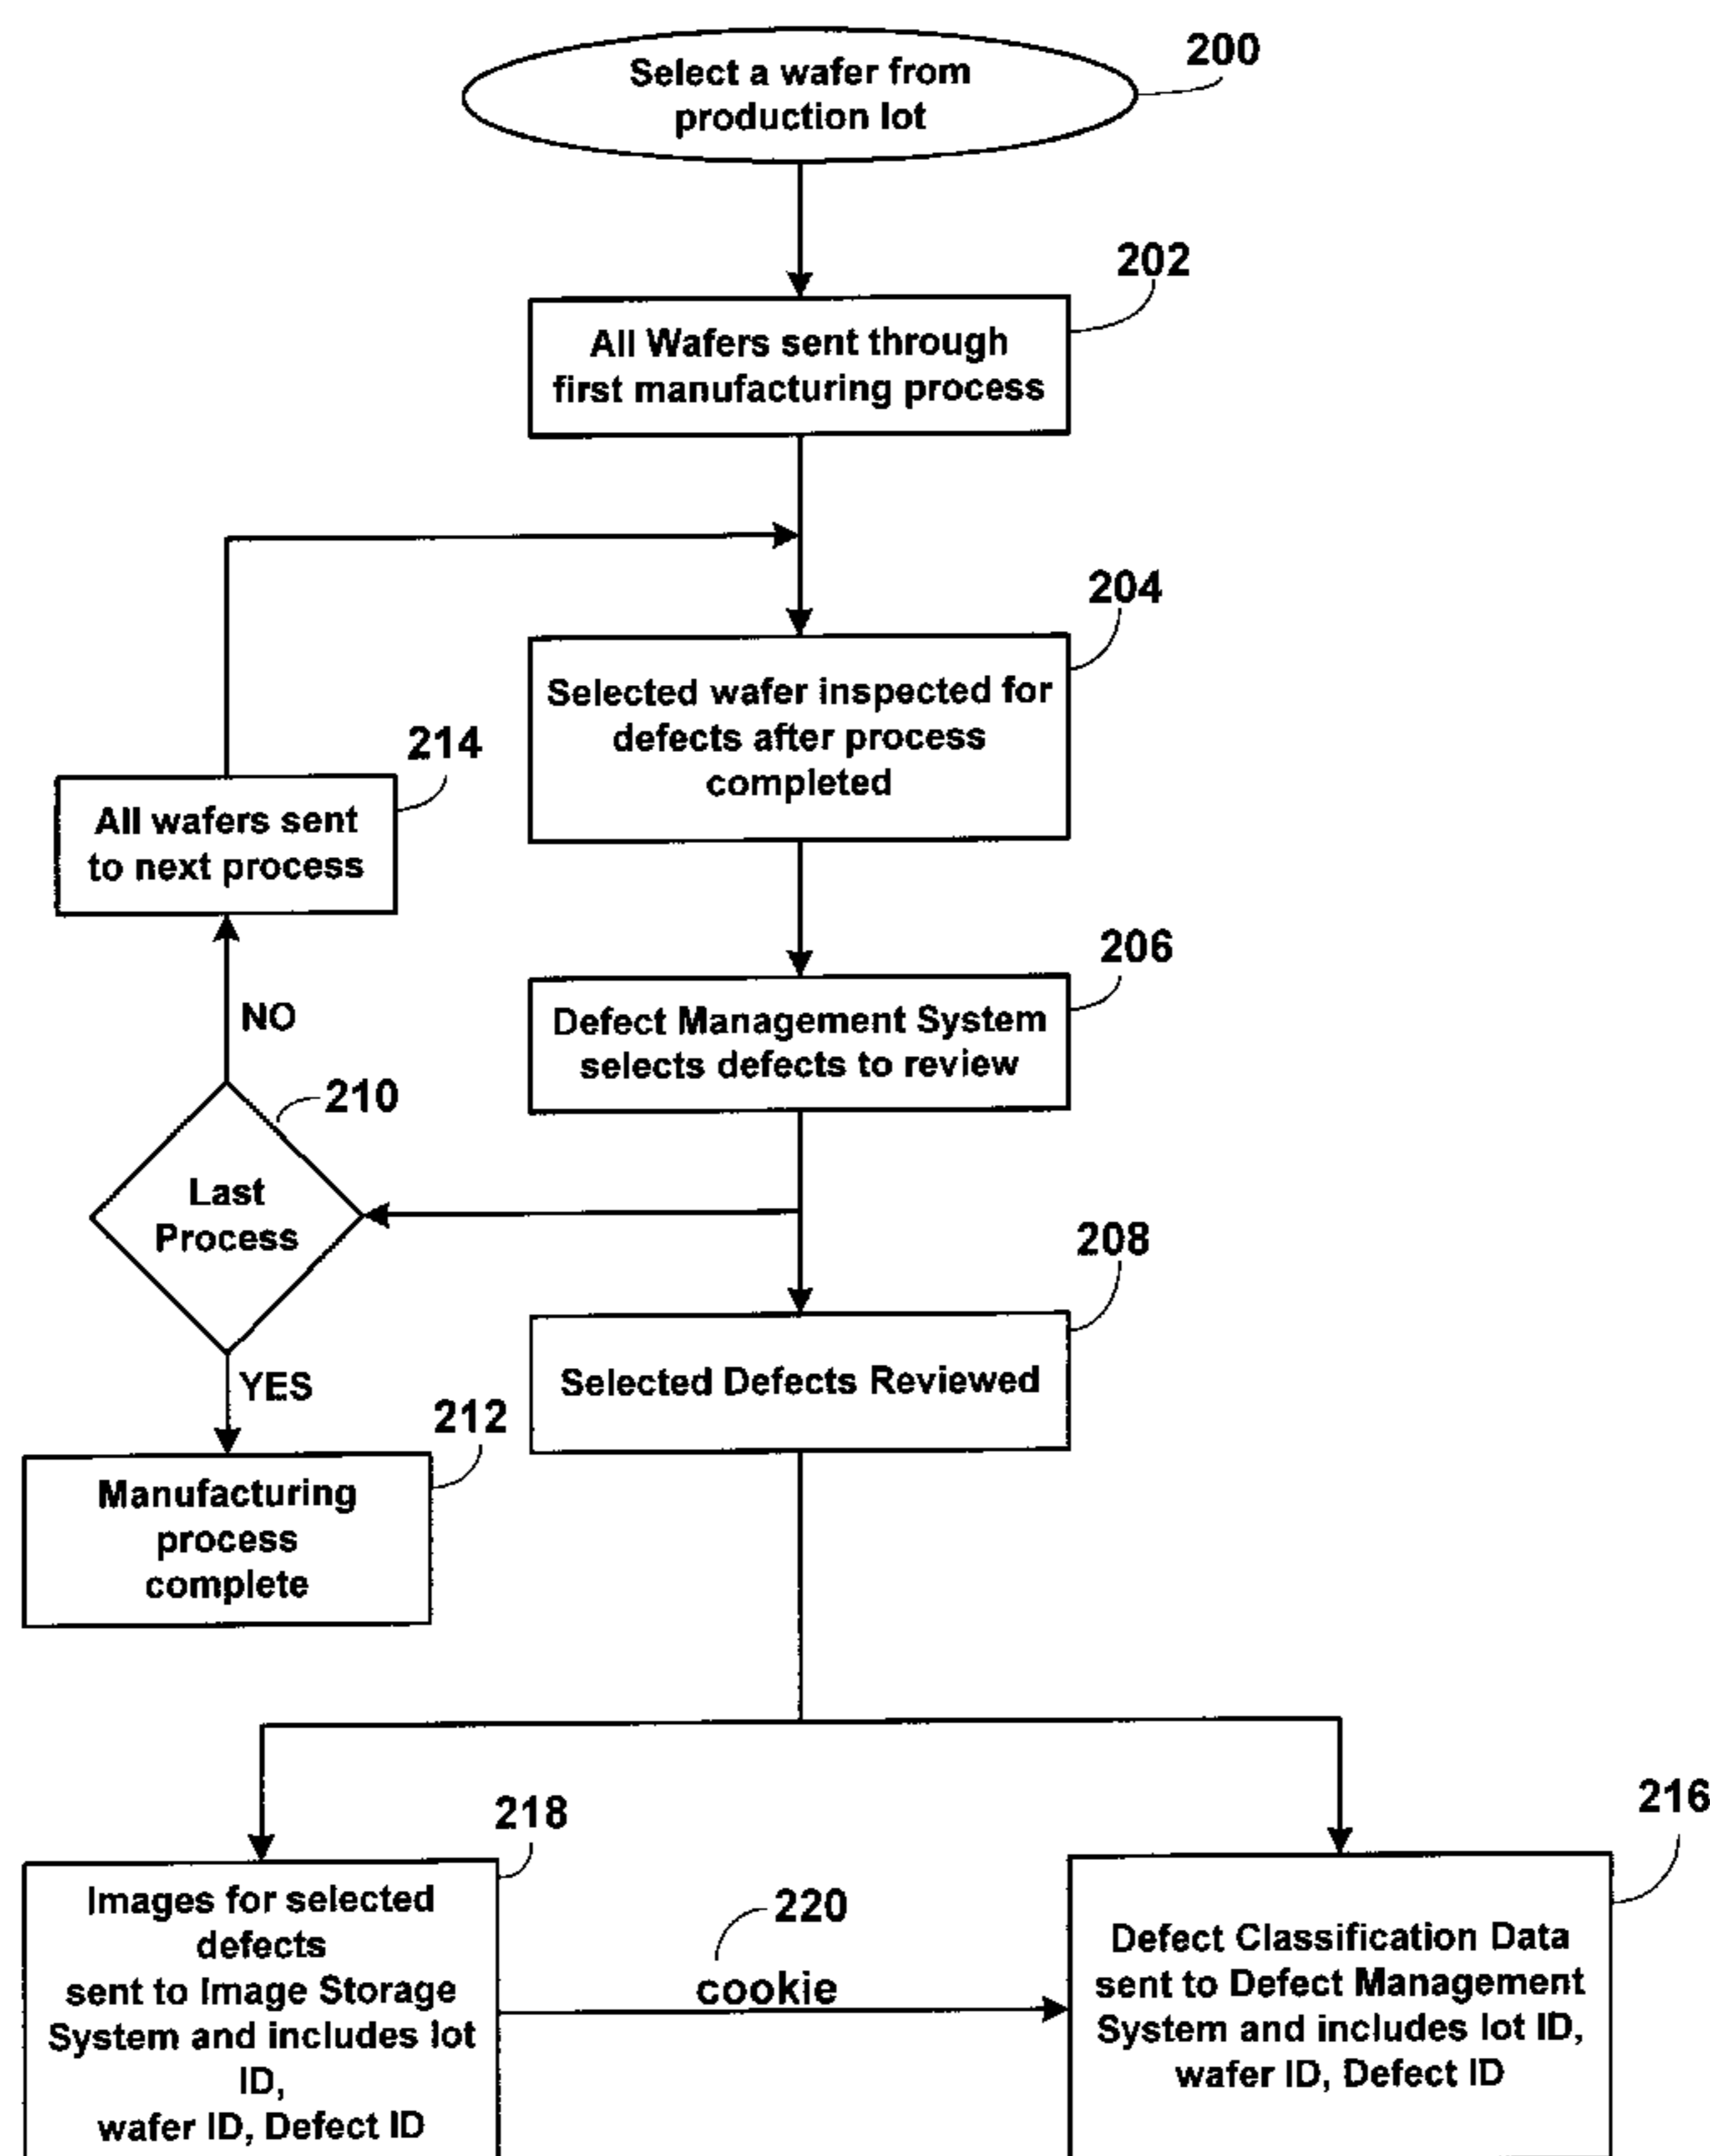 200
Select a wafer from
production lot
202
All Wafers sent through
first manufacturing process
204
Selected wafer inspected for
defects after process
completed
214
All wafers sent
to next process
206
Defect Management System
selects defects to review
NO
210
Last
Process
208
Selected Defects Reviewed
YES
212
Manufacturing
process
complete
218
Images for selected
defects
sent to Image Storage
System and includes lot
ID,
wafer ID, Defect ID
220
cookie
216
Defect Classification Data
sent to Defect Management
System and includes lot ID,
wafer ID, Defect ID